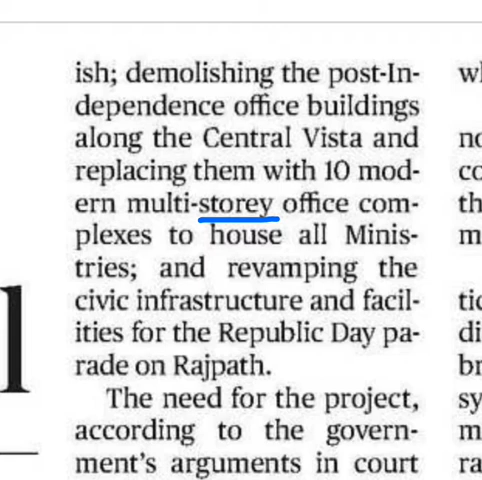 ish; demolishing the post-In-
dependence office buildings
along the Central Vista and
replacing them with 10 mod-
ern multi-storey office com-
plexes to house all Minis-
tries; and revamping the
civic infrastructure and facil-
ities for the Republic Day pa-
rade on Rajpath.
The need for the project,
according to the govern-
ment's arguments in court